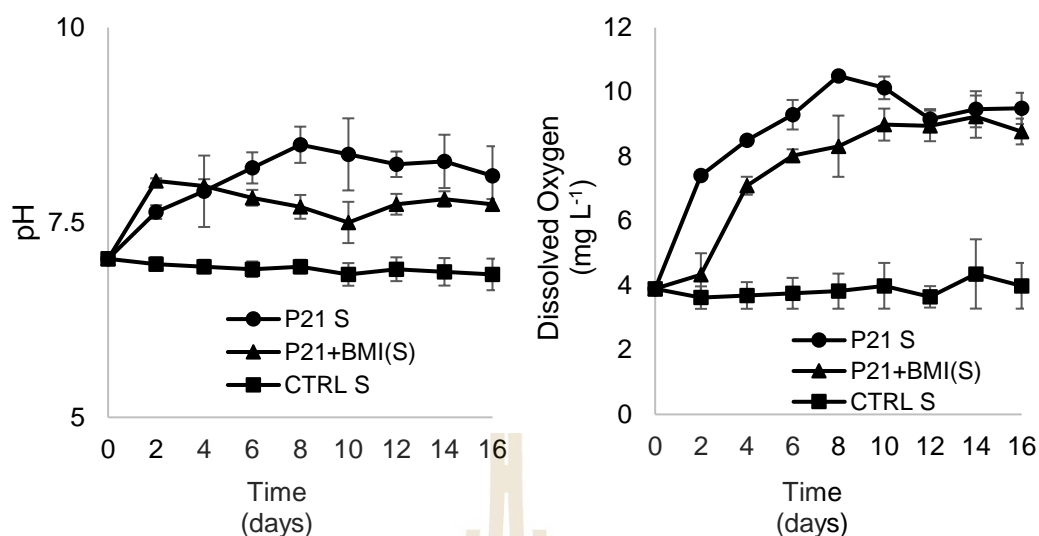 10
7.5
5
pH
P21 S
P21+BMI(S)
CTRL S
0 2 4 6 8 10 12 14 16
Time
(days)
12
10
8
6
4
2
0
Dissolved Oxygen
(mg L-1)
P21 S
P21+BMI(S)
CTRL S
0 2 4 6 8 10 12 14 16
Time
(days)